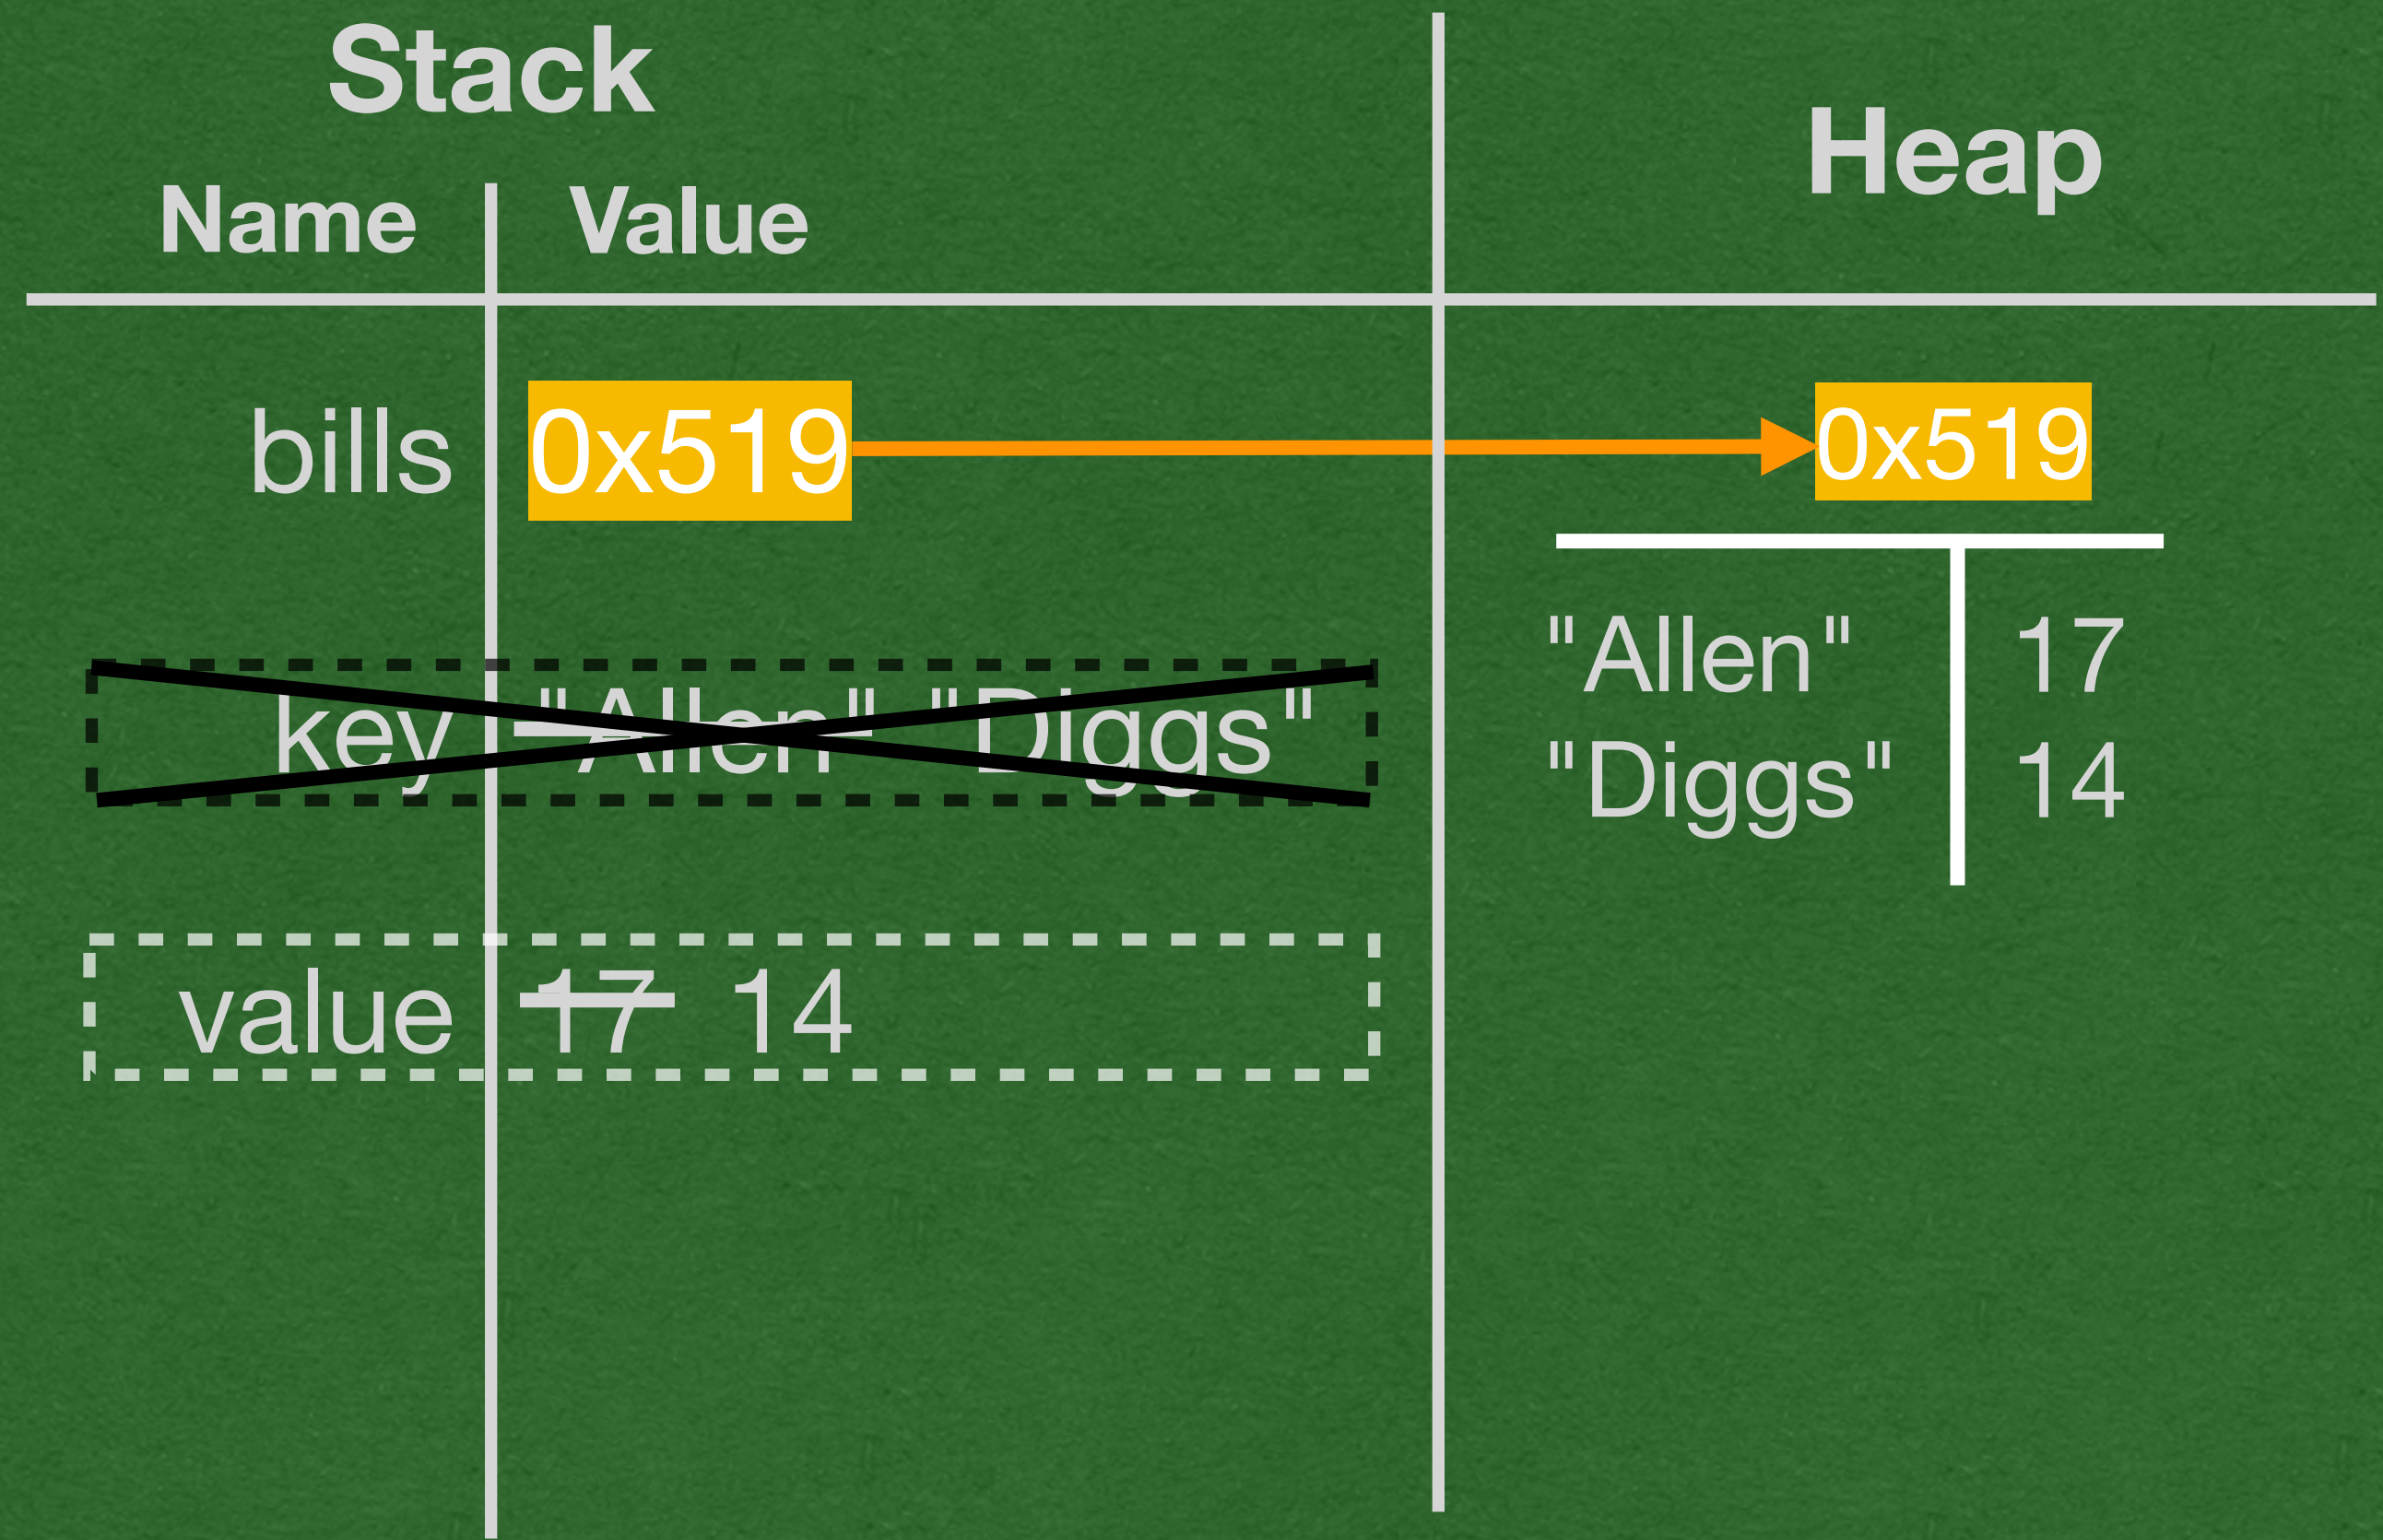 Stack
Heap
Name Value
bills 0x519 0x519
"Allen" 17
key "Allen" "Diggs"
"Diggs" 14
value 17 14